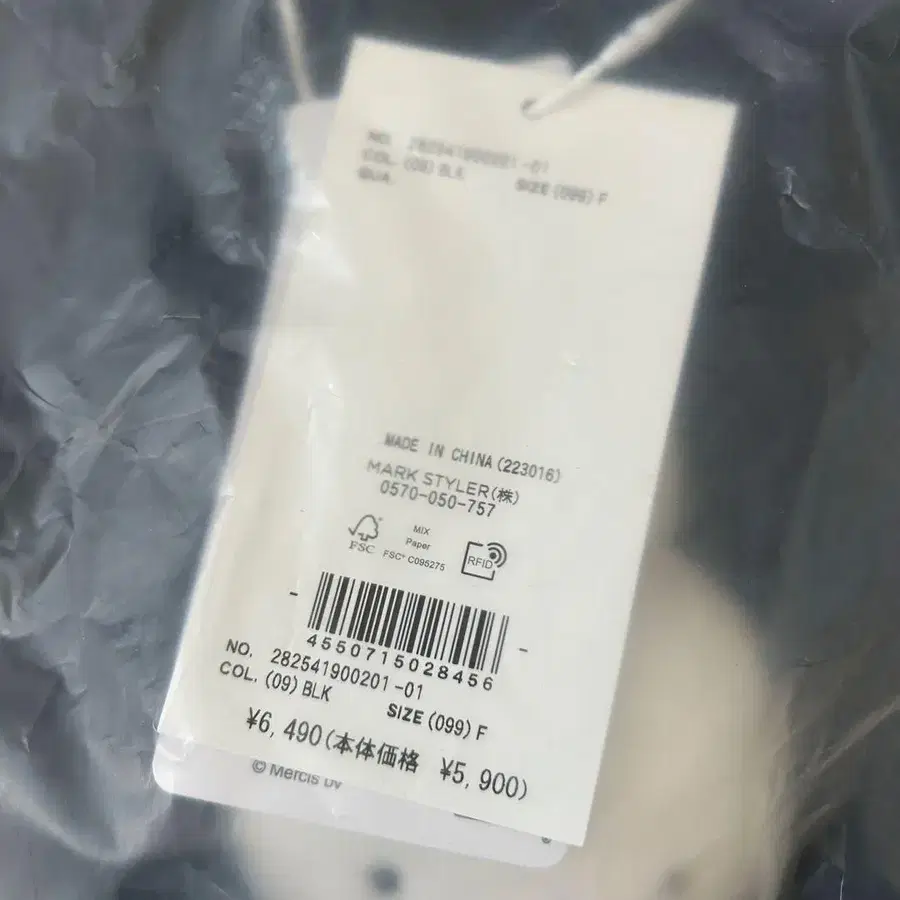 NO. 282541900201-01
COL. (09) BLK SIZE (099) F
QUA.
MADE IN CHINA (223016)
MARK STYLER(株)
0570-050-757
FSC
MIX
Paper
FSC® C095275
RFID
4550715028456
NO. 282541900201-01
COL. (09) BLK SIZE (099) F
¥6,490(本体価格 ¥5,900)
© Mercis bv